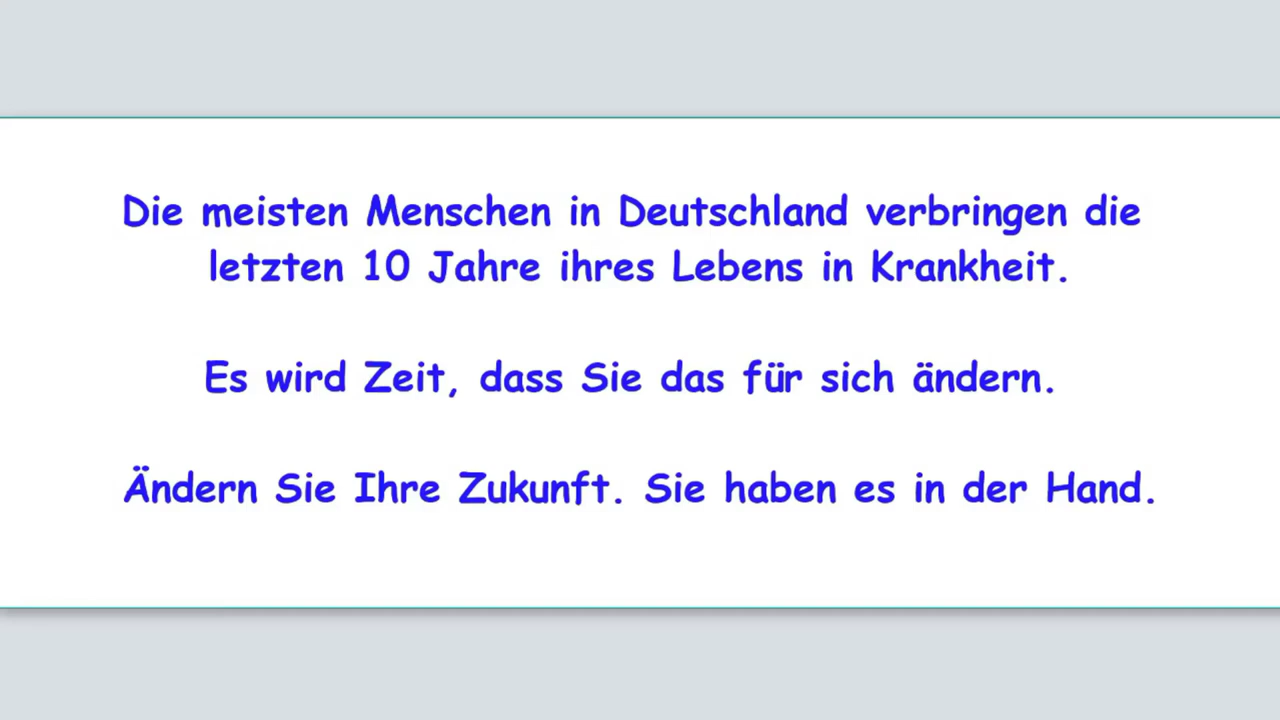 Die meisten Menschen in Deutschland verbringen die
letzten 10 Jahre ihres Lebens in Krankheit.
Es wird Zeit, dass Sie das für sich ändern.
Ändern Sie Ihre Zukunft. Sie haben es in der Hand.